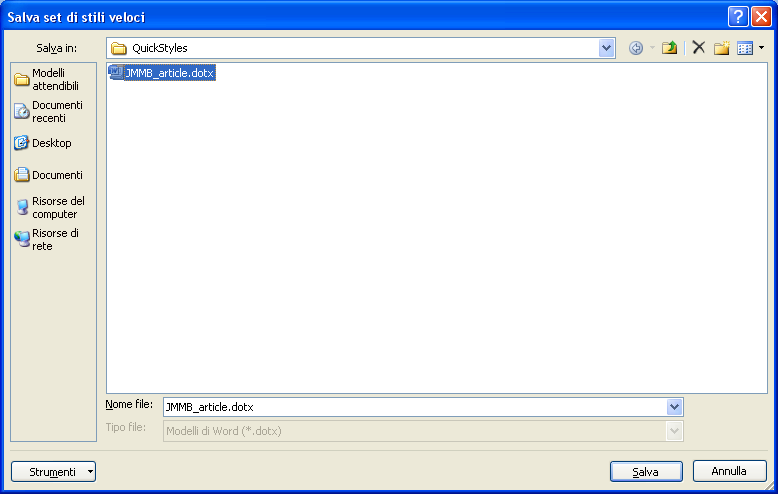 Salva set di stili veloci
Salva in:
QuickStyles
Modelli
attendibili
Documenti
recenti
Desktop
Documenti
Risorse del
computer
Risorse di
rete
JMMB_article.dotx
Nome file:
JMMB_article.dotx
Tipo file:
Modelli di Word (*.dotx)
Strumenti
Salva
Annulla